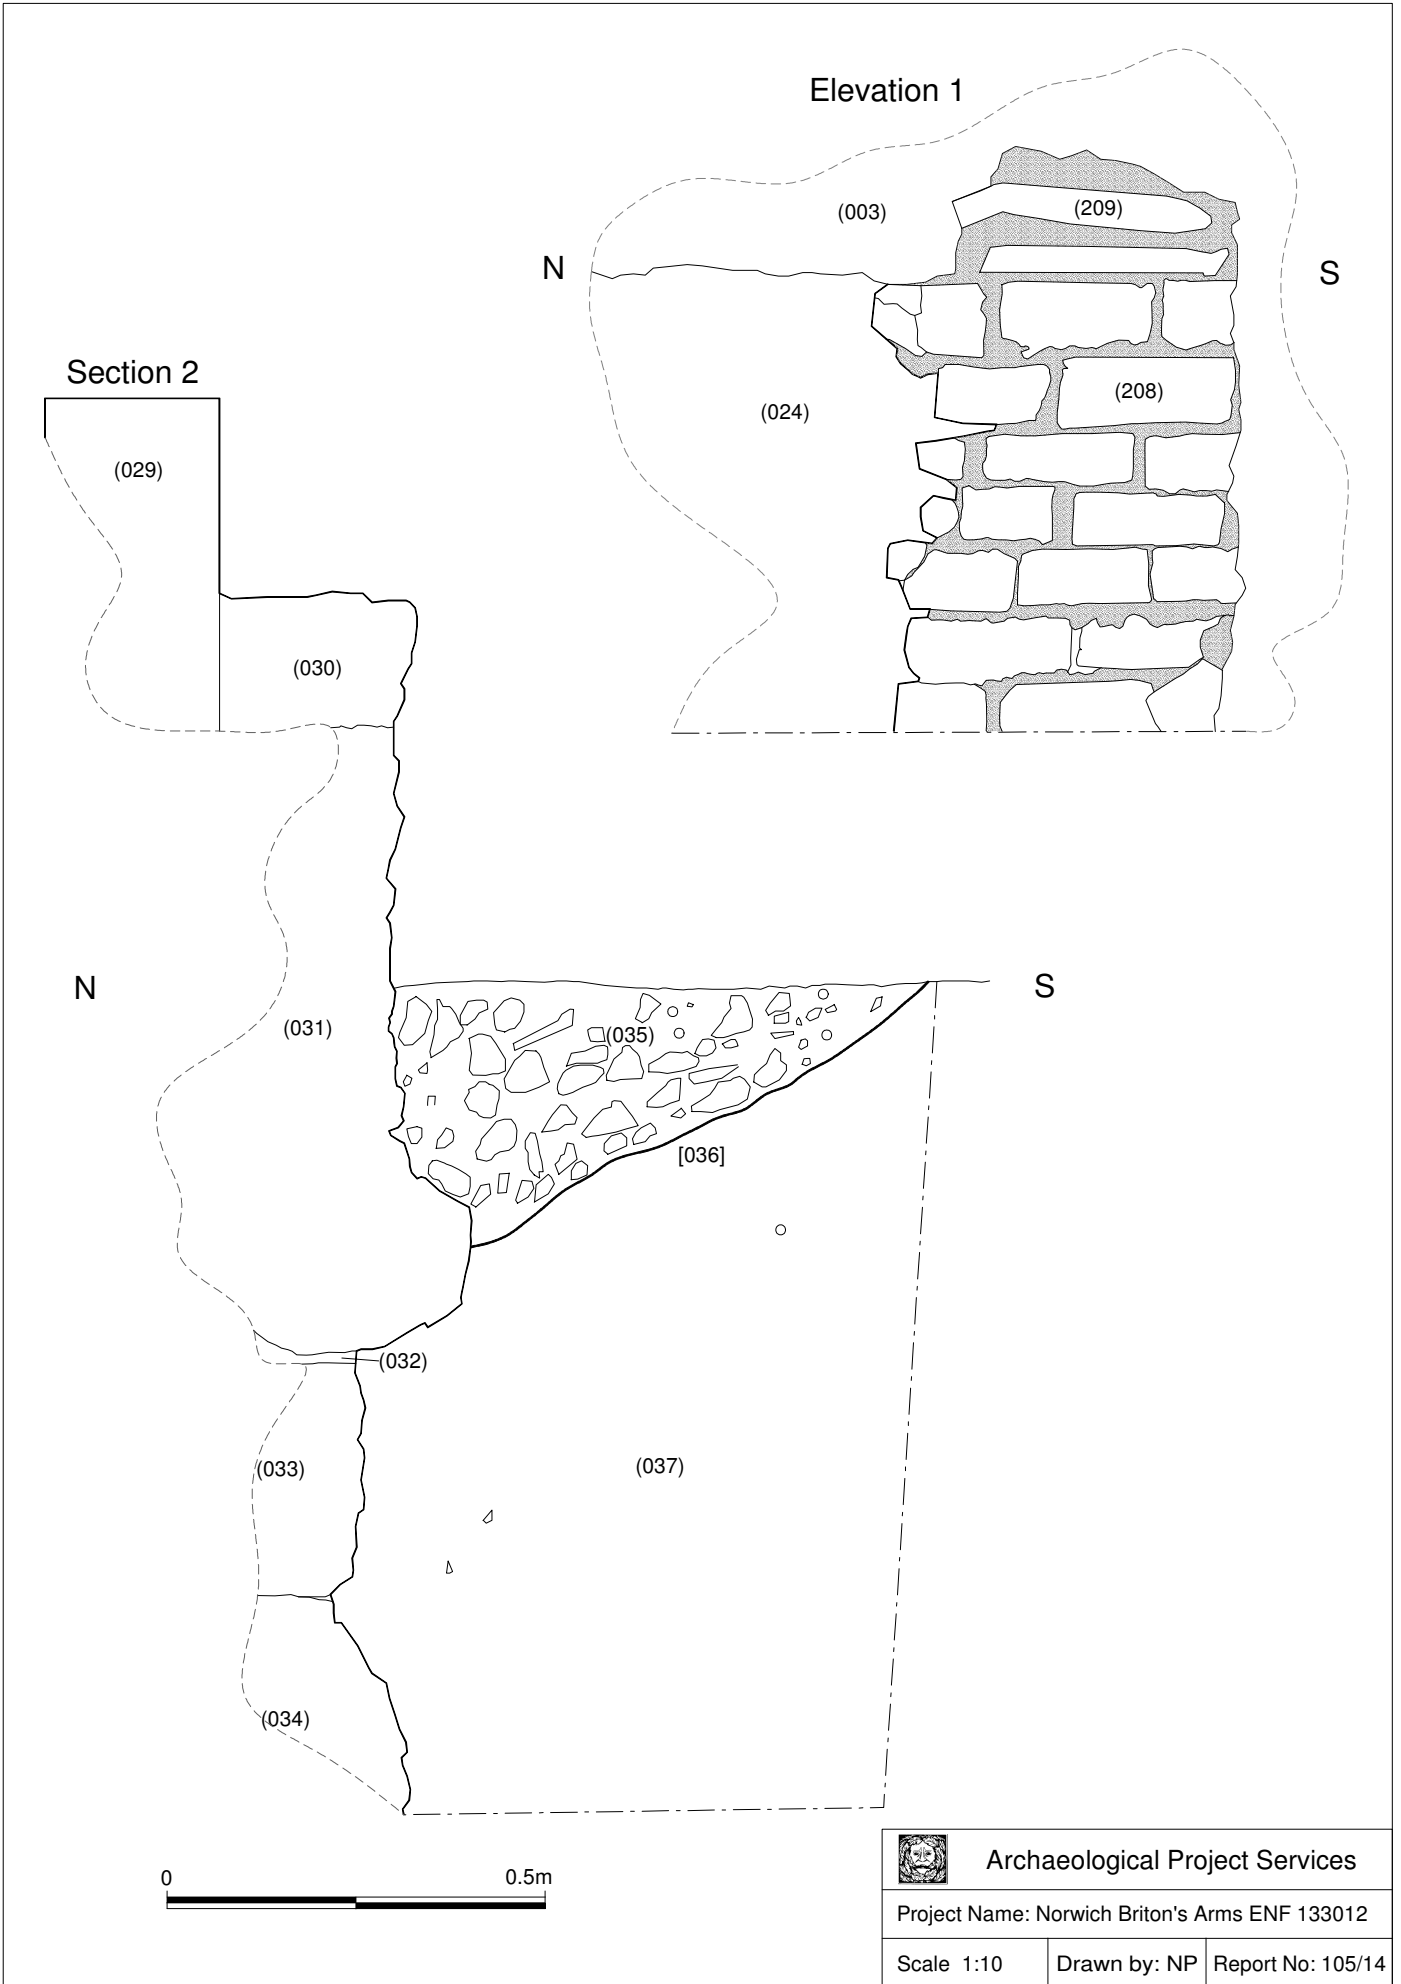 Elevation 1
(003)
(209)
N
S
(024)
(208)
Section 2
(029)
(030)
N
S
(031)
(035)
[036]
(032)
(033)
(037)
(034)
0 0.5m
Archaeological Project Services
Project Name: Norwich Briton's Arms ENF 133012
Scale 1:10
Drawn by: NP
Report No: 105/14